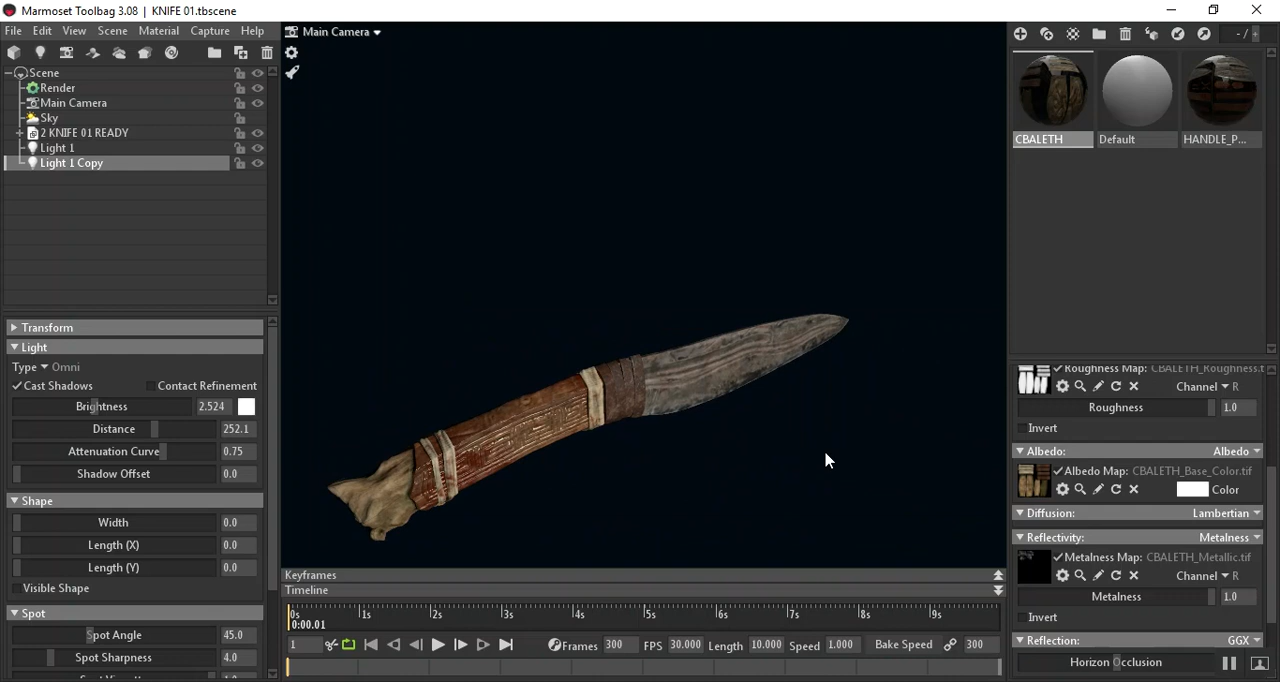 Marmoset Toolbag 3.08 | KNIFE 01.tbscene
File Edit View Scene Material Capture Help
Main Camera
- / +
Scene
Render
Main Camera
Sky
2 KNIFE 01 READY
Light 1
Light 1 Copy
CBALETH
Default
HANDLE_P...
Transform
Light
Type Omni
Cast Shadows Contact Refinement
Brightness 2.524
Distance 252.1
Attenuation Curve 0.75
Shadow Offset 0.0
Shape
Width 0.0
Length (X) 0.0
Length (Y) 0.0
Visible Shape
Spot
Spot Angle 45.0
Spot Sharpness 4.0
Roughness Map: CBALETH_Roughness.t
Channel R
Roughness 1.0
Invert
Albedo: Albedo
Albedo Map: CBALETH_Base_Color.tif
Color
Diffusion: Lambertian
Reflectivity: Metalness
Metalness Map: CBALETH_Metallic.tif
Channel R
Metalness 1.0
Invert
Reflection: GGX
Horizon Occlusion
Keyframes
Timeline
0s 1s 2s 3s 4s 5s 6s 7s 8s 9s
0:00.01
1 Frames 300 FPS 30.000 Length 10.000 Speed 1.000 Bake Speed 300